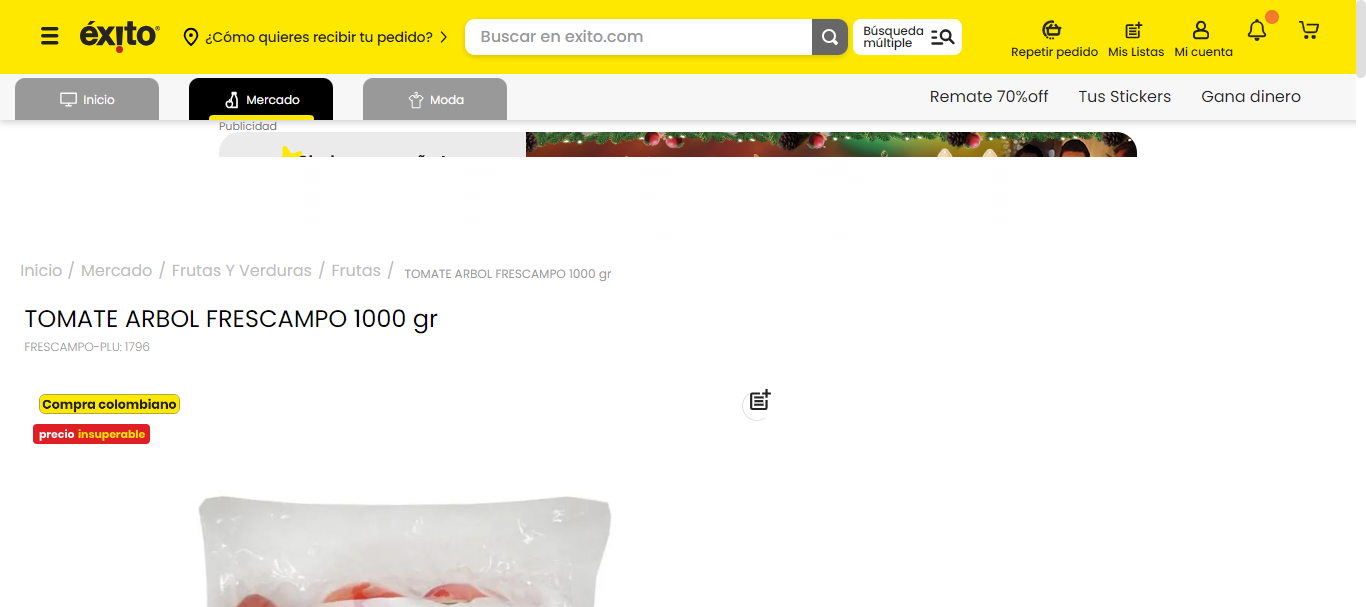 éxito
¿Cómo quieres recibir tu pedido?
Buscar en exito.com
Búsqueda
múltiple
Repetir pedido
Mis Listas
Mi cuenta
Inicio
Mercado
Moda
Remate 70%off
Tus Stickers
Gana dinero
Publicidad
Inicio / Mercado / Frutas Y Verduras / Frutas / TOMATE ARBOL FRESCAMPO 1000 gr
TOMATE ARBOL FRESCAMPO 1000 gr
FRESCAMPO-PLU: 1796
Compra colombiano
precio insuperable